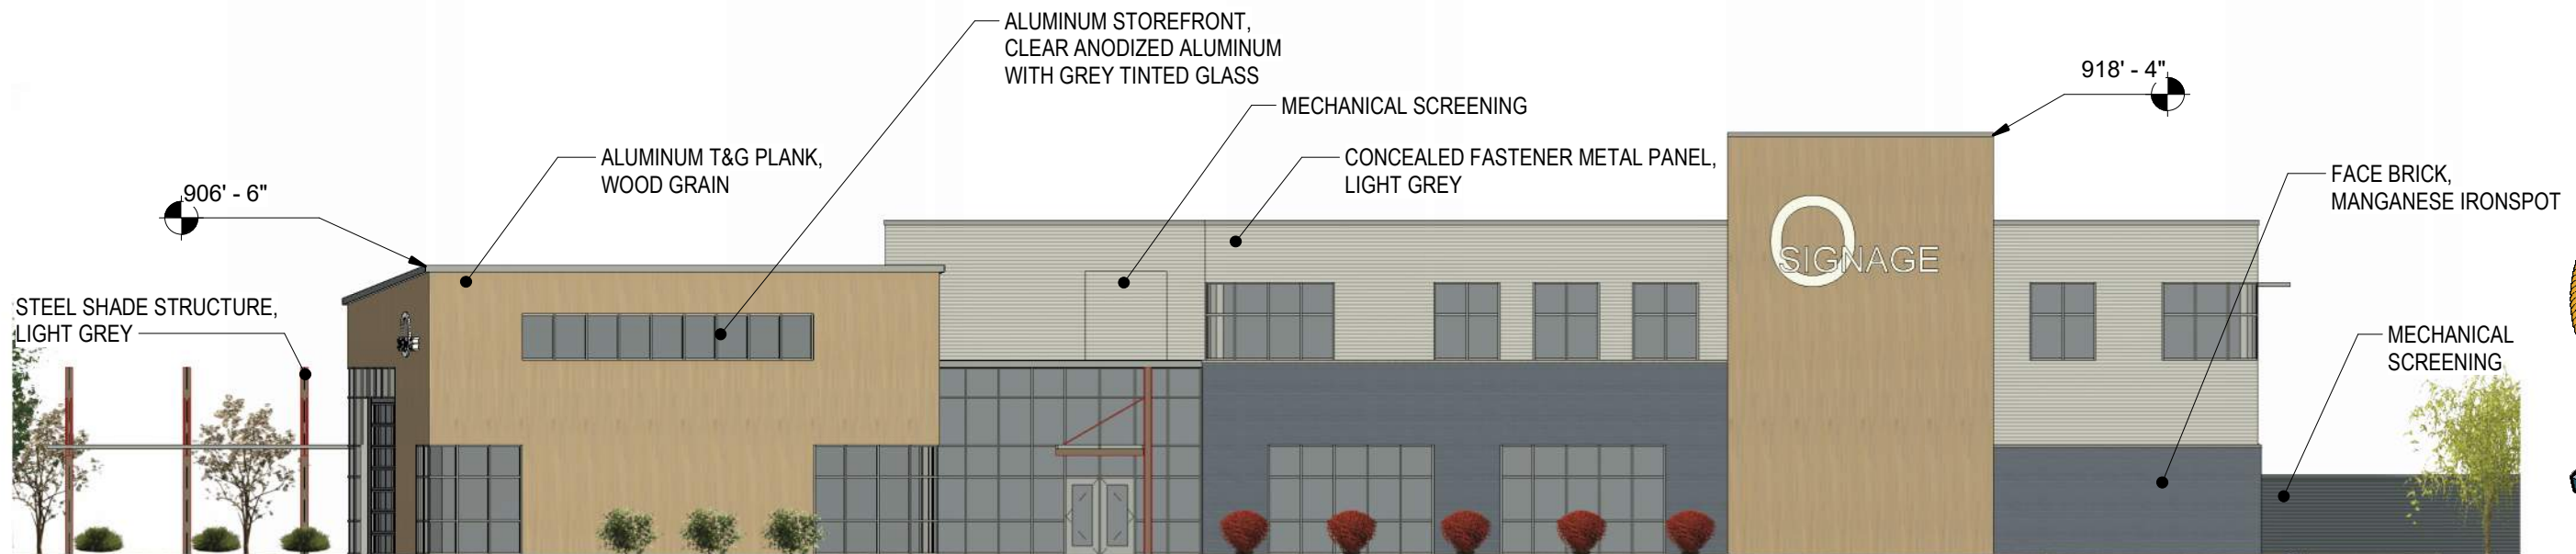 ALUMINUM STOREFRONT,
CLEAR ANODIZED ALUMINUM
WITH GREY TINTED GLASS
918' - 4"
MECHANICAL SCREENING
ALUMINUM T&G PLANK,
WOOD GRAIN
CONCEALED FASTENER METAL PANEL,
LIGHT GREY
FACE BRICK,
MANGANESE IRONSPOT
906' - 6"
SIGNAGE
STEEL SHADE STRUCTURE,
LIGHT GREY
MECHANICAL
SCREENING